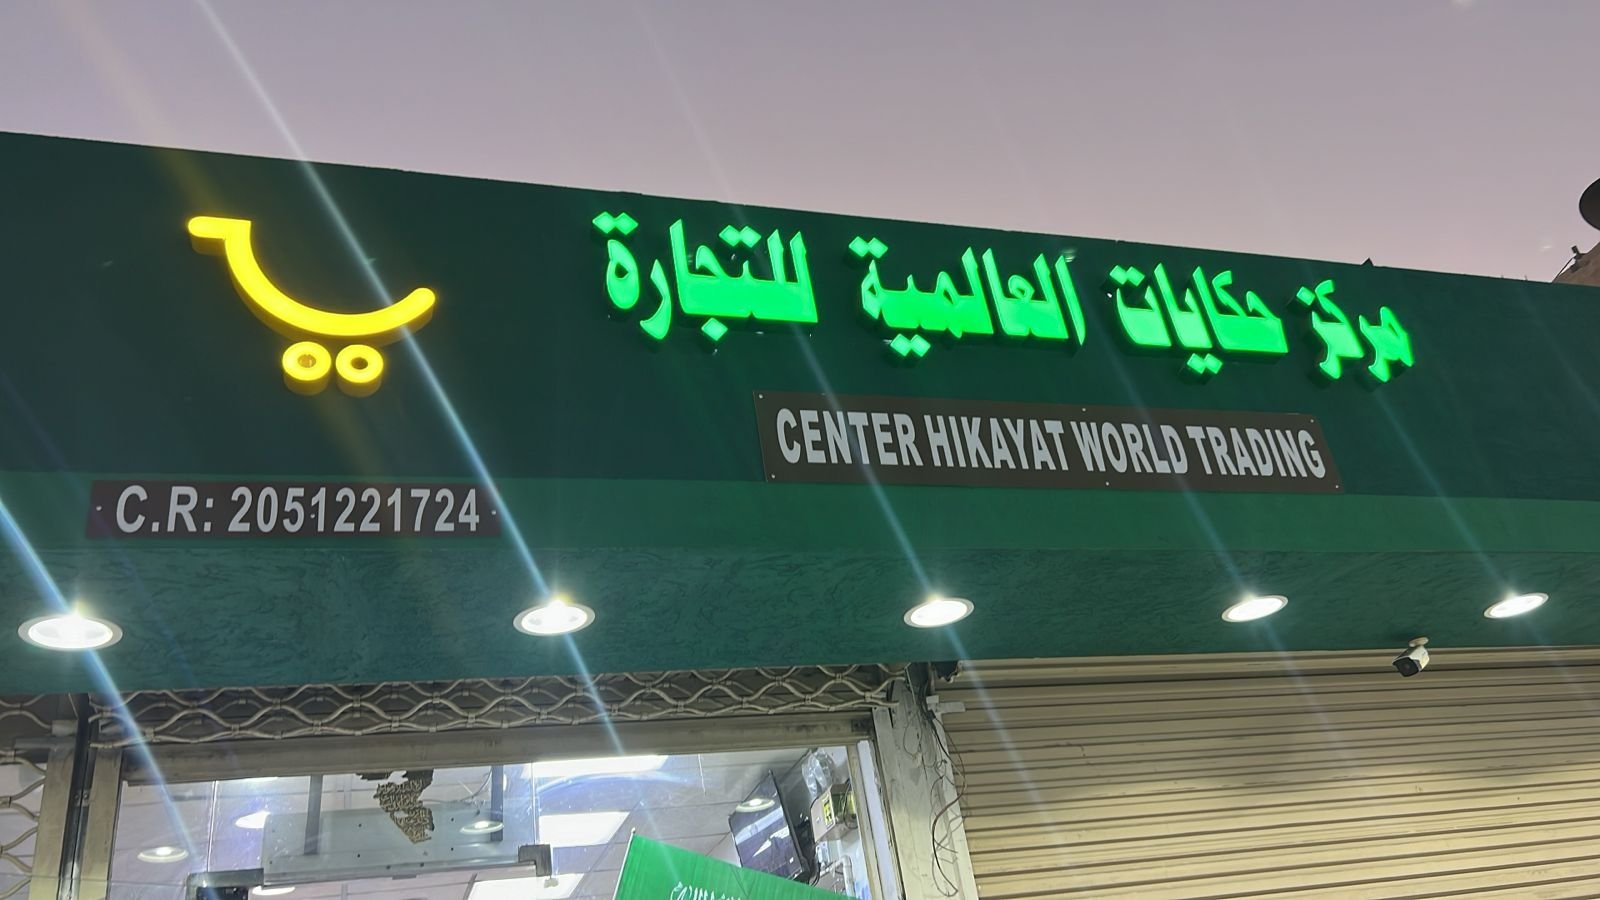 مركز حكايات العالمية للتجارة
CENTER HIKAYAT WORLD TRADING
C.R: 2051221724